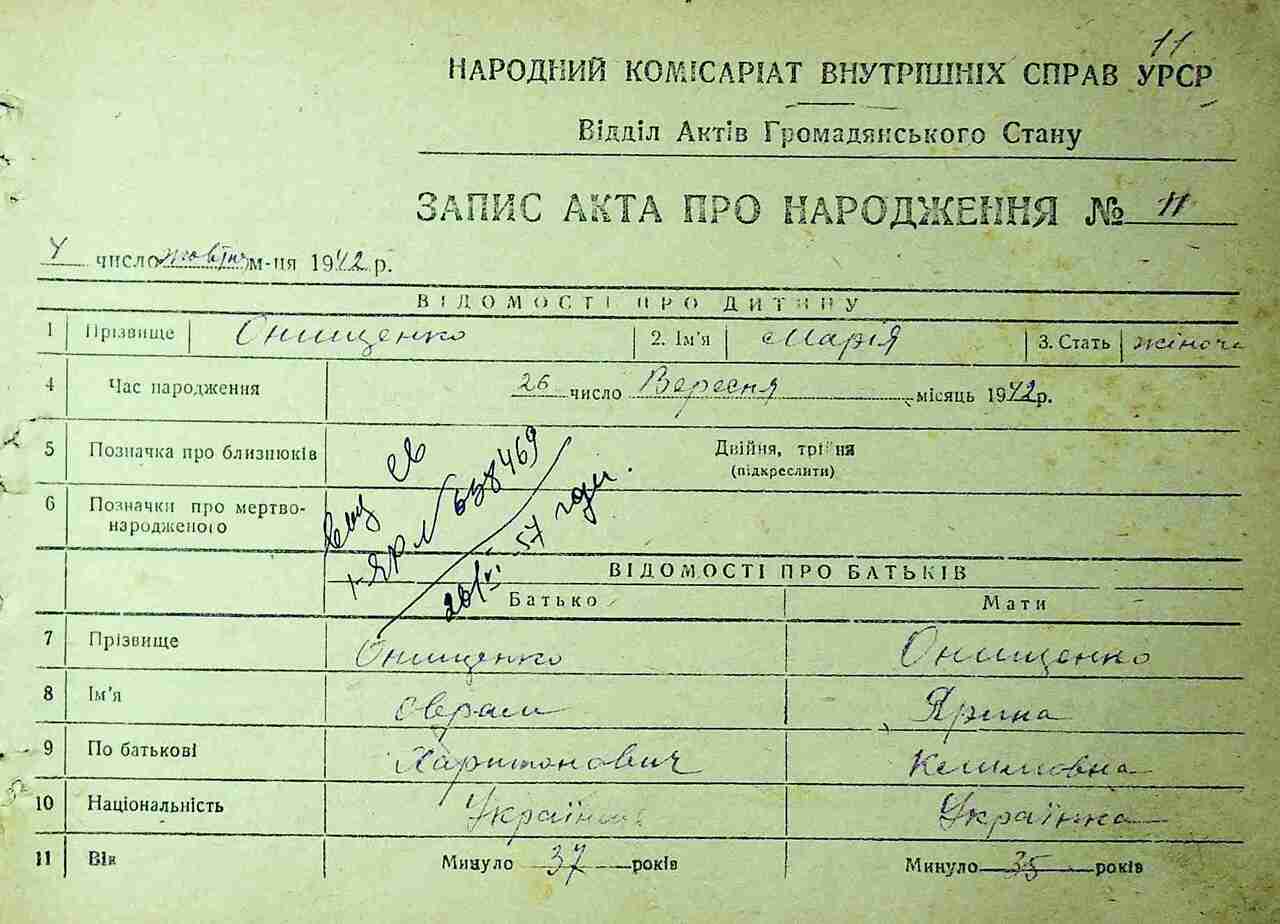 11
НАРОДНИЙ КОМІСАРІАТ ВНУТРІШНІХ СПРАВ УРСР
Відділ Актів Громадянського Стану
ЗАПИС АКТА ПРО НАРОДЖЕННЯ № 11
число жовтня м-ця 1942 р.
ВІДОМОСТІ ПРО ДИТИНУ
1 Прізвище Онищенко 2. Ім'я Марія 3. Стать жіноча
4 Час народження 26 число Вересня місяць 1942 р.
5 Позначка про близнюків Двійня, трійня
(підкреслити)
6 Позначки про мертво-
народженого
658469
57
ВІДОМОСТІ ПРО БАТЬКІВ
Батько Мати
7 Прізвище Онищенко Онищенко
8 Ім'я Оврам Ярина
9 По батькові Харитонович Климовна
10 Національність Українець Українка
11 Вік Минуло 37 років Минуло 35 років